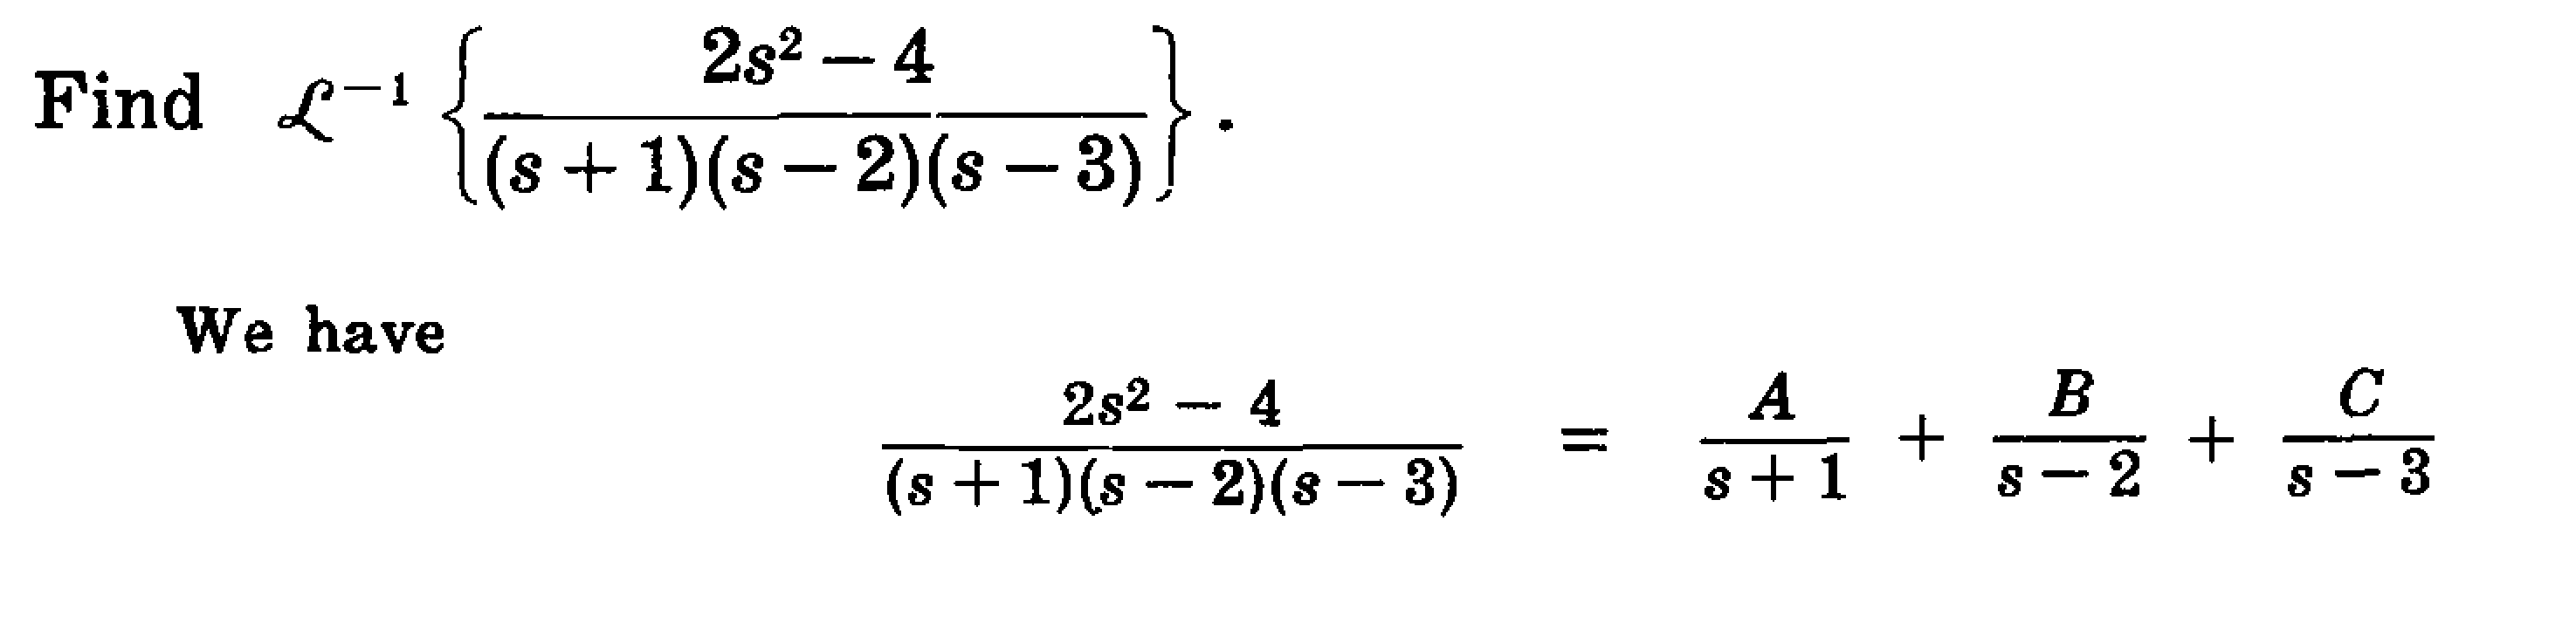 Find ℒ⁻¹ { (2s² − 4) / ((s + 1)(s − 2)(s − 3)) } .
We have
(2s² − 4) / ((s + 1)(s − 2)(s − 3)) = A / (s + 1) + B / (s − 2) + C / (s − 3)